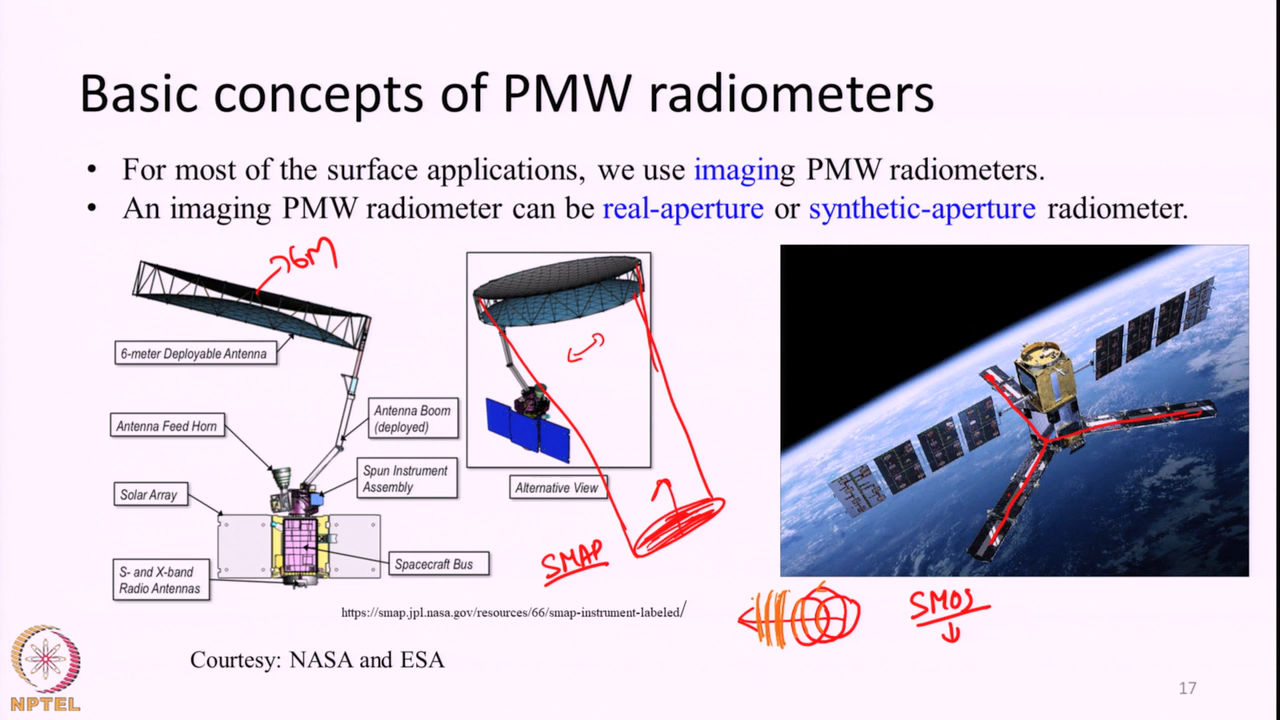 Basic concepts of PMW radiometers
• For most of the surface applications, we use imaging PMW radiometers.
• An imaging PMW radiometer can be real-aperture or synthetic-aperture radiometer.
6M
6-meter Deployable Antenna
Antenna Feed Horn
Antenna Boom
(deployed)
Solar Array
Spun Instrument
Assembly
Alternative View
S- and X-band
Radio Antennas
Spacecraft Bus
SMAP
SMOS
https://smap.jpl.nasa.gov/resources/66/smap-instrument-labeled/
Courtesy: NASA and ESA
NPTEL
17